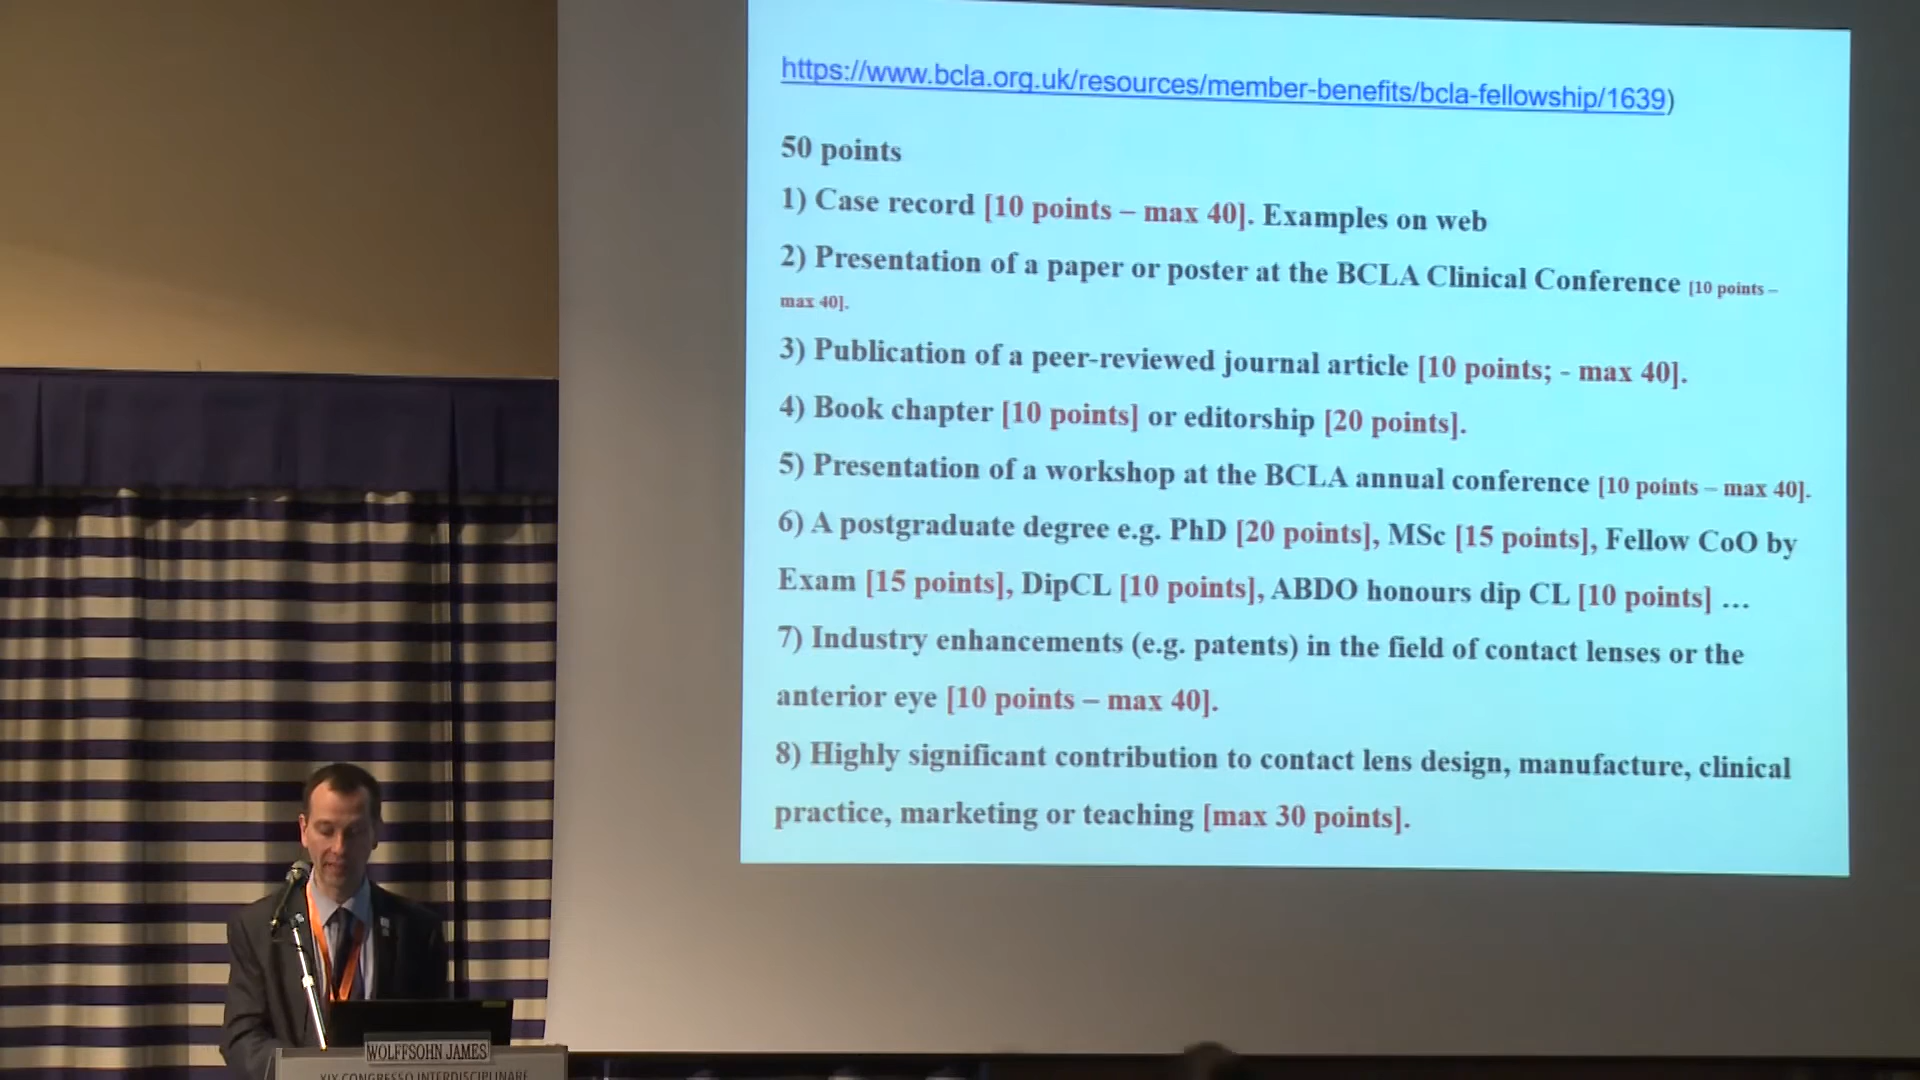 https://www.bcla.org.uk/resources/member-benefits/bcla-fellowship/1639)
50 points
1) Case record [10 points – max 40]. Examples on web
2) Presentation of a paper or poster at the BCLA Clinical Conference [10 points –
max 40].
3) Publication of a peer-reviewed journal article [10 points; - max 40].
4) Book chapter [10 points] or editorship [20 points].
5) Presentation of a workshop at the BCLA annual conference [10 points – max 40].
6) A postgraduate degree e.g. PhD [20 points], MSc [15 points], Fellow CoO by
Exam [15 points], DipCL [10 points], ABDO honours dip CL [10 points] …
7) Industry enhancements (e.g. patents) in the field of contact lenses or the
anterior eye [10 points – max 40].
8) Highly significant contribution to contact lens design, manufacture, clinical
practice, marketing or teaching [max 30 points].
WOLFFSOHN JAMES
XIX CONGRESSO INTERDISCIPLINARE